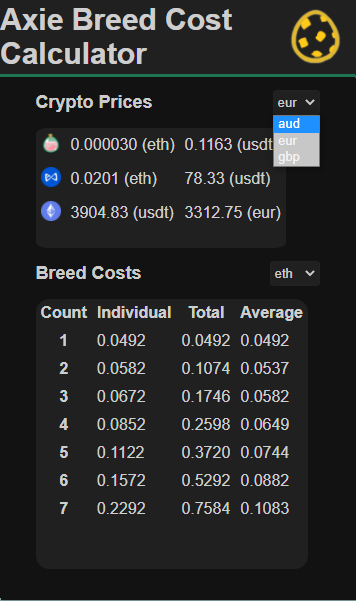 Axie Breed Cost
Calculator
Crypto Prices
eur
aud
eur
gbp
0.000030 (eth) 0.1163 (usdt
0.0201 (eth) 78.33 (usdt)
3904.83 (usdt) 3312.75 (eur)
Breed Costs
eth
Count Individual Total Average
1 0.0492 0.0492 0.0492
2 0.0582 0.1074 0.0537
3 0.0672 0.1746 0.0582
4 0.0852 0.2598 0.0649
5 0.1122 0.3720 0.0744
6 0.1572 0.5292 0.0882
7 0.2292 0.7584 0.1083